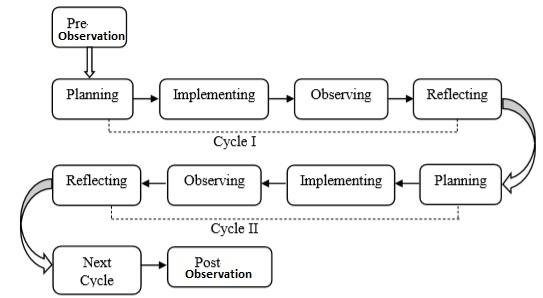 Pre
Observation
Planning
Implementing
Observing
Reflecting
Cycle I
Reflecting
Observing
Implementing
Planning
Cycle II
Next
Cycle
Post
Observation